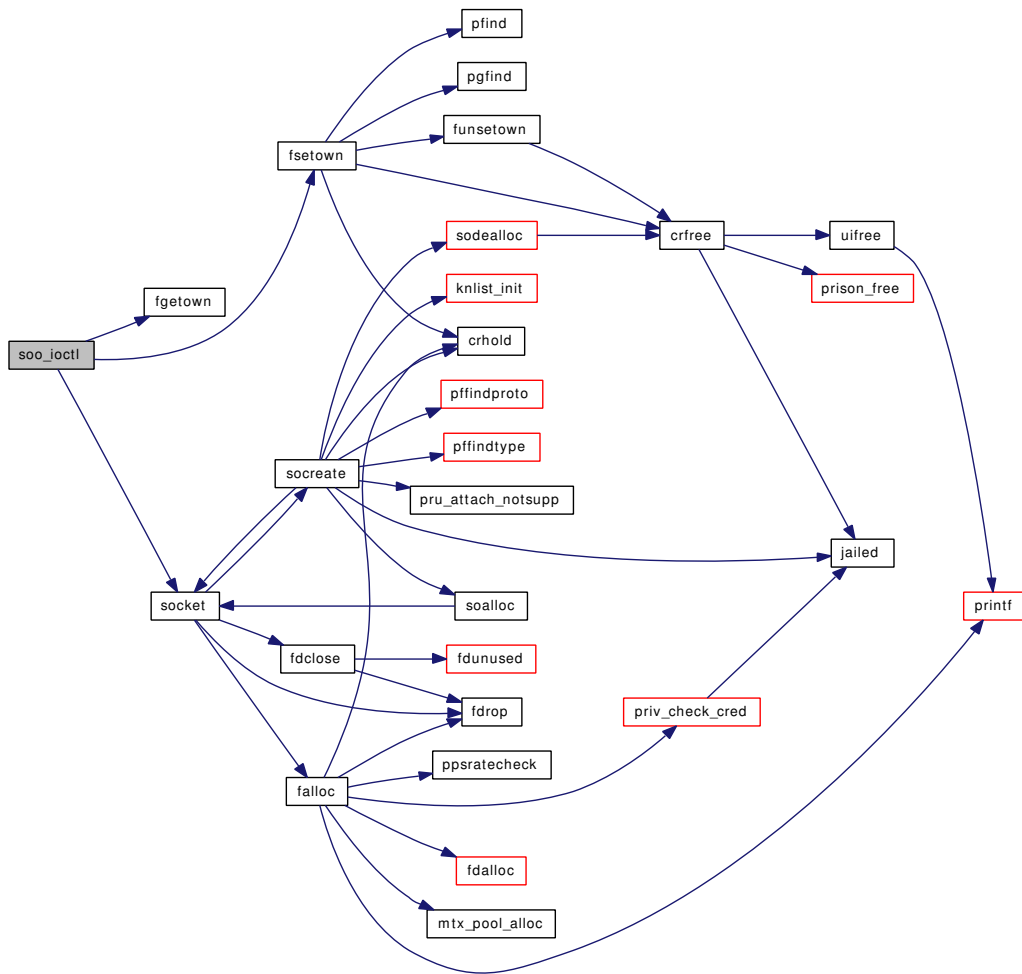 pfind
pgfind
funsetown
fsetown
sodealloc
crfree
uifree
knlist_init
prison_free
fgetown
crhold
soo_ioctl
pffindproto
pffindtype
socreate
pru_attach_notsupp
jailed
socket
soalloc
printf
fdclose
fdunused
fdrop
priv_check_cred
ppsratecheck
falloc
fdalloc
mtx_pool_alloc